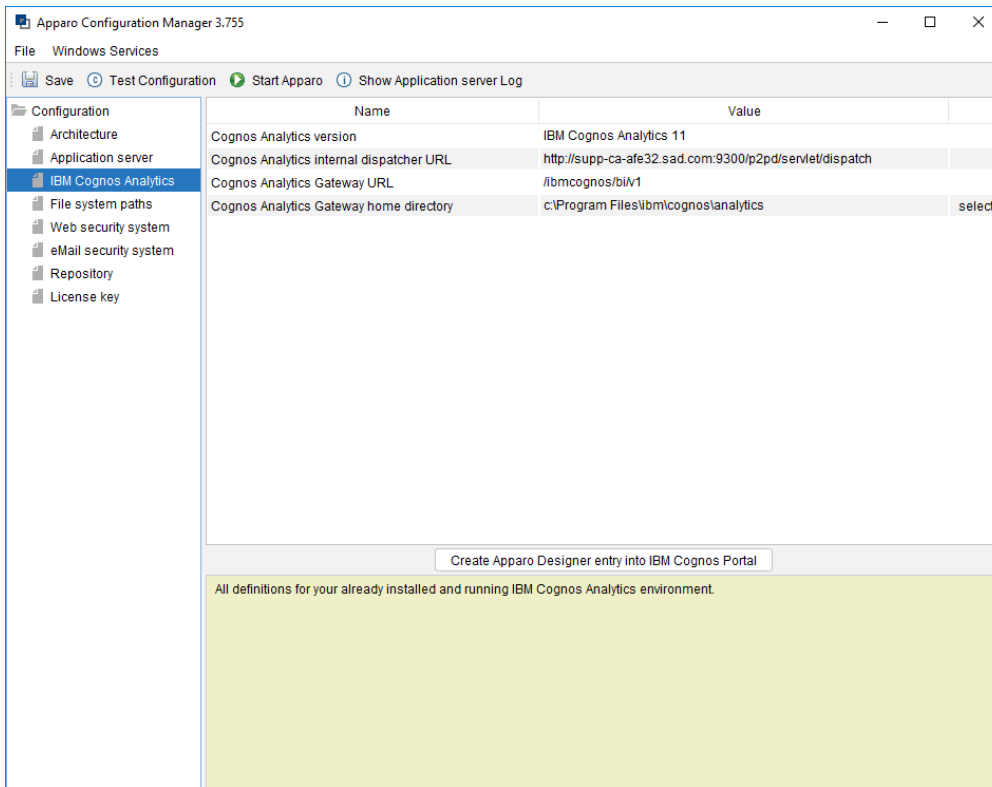 Apparo Configuration Manager 3.755
File Windows Services
Save Test Configuration Start Apparo Show Application server Log
Configuration
Architecture
Application server
IBM Cognos Analytics
File system paths
Web security system
eMail security system
Repository
License key
Name Value
Cognos Analytics version IBM Cognos Analytics 11
Cognos Analytics internal dispatcher URL http://supp-ca-afe32.sad.com:9300/p2pd/servlet/dispatch
Cognos Analytics Gateway URL /ibmcognos/bi/v1
Cognos Analytics Gateway home directory c:\Program Files\ibm\cognos\analytics select
Create Apparo Designer entry into IBM Cognos Portal
All definitions for your already installed and running IBM Cognos Analytics environment.